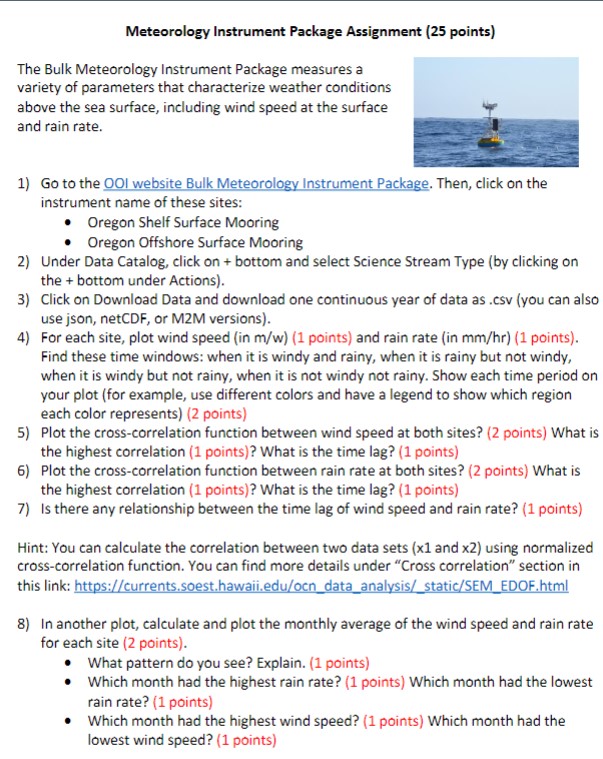 Meteorology Instrument Package Assignment (25 points)
The Bulk Meteorology Instrument Package measures a
variety of parameters that characterize weather conditions
above the sea surface, including wind speed at the surface
and rain rate.
1) Go to the OOI website Bulk Meteorology Instrument Package. Then, click on the
instrument name of these sites:
• Oregon Shelf Surface Mooring
• Oregon Offshore Surface Mooring
2) Under Data Catalog, click on + bottom and select Science Stream Type (by clicking on
the + bottom under Actions).
3) Click on Download Data and download one continuous year of data as .csv (you can also
use json, netCDF, or M2M versions).
4) For each site, plot wind speed (in m/w) (1 points) and rain rate (in mm/hr) (1 points).
Find these time windows: when it is windy and rainy, when it is rainy but not windy,
when it is windy but not rainy, when it is not windy not rainy. Show each time period on
your plot (for example, use different colors and have a legend to show which region
each color represents) (2 points)
5) Plot the cross-correlation function between wind speed at both sites? (2 points) What is
the highest correlation (1 points)? What is the time lag? (1 points)
6) Plot the cross-correlation function between rain rate at both sites? (2 points) What is
the highest correlation (1 points)? What is the time lag? (1 points)
7) Is there any relationship between the time lag of wind speed and rain rate? (1 points)
Hint: You can calculate the correlation between two data sets (x1 and x2) using normalized
cross-correlation function. You can find more details under “Cross correlation” section in
this link: https://currents.soest.hawaii.edu/ocn_data_analysis/_static/SEM_EDOF.html
8) In another plot, calculate and plot the monthly average of the wind speed and rain rate
for each site (2 points).
• What pattern do you see? Explain. (1 points)
• Which month had the highest rain rate? (1 points) Which month had the lowest
rain rate? (1 points)
• Which month had the highest wind speed? (1 points) Which month had the
lowest wind speed? (1 points)